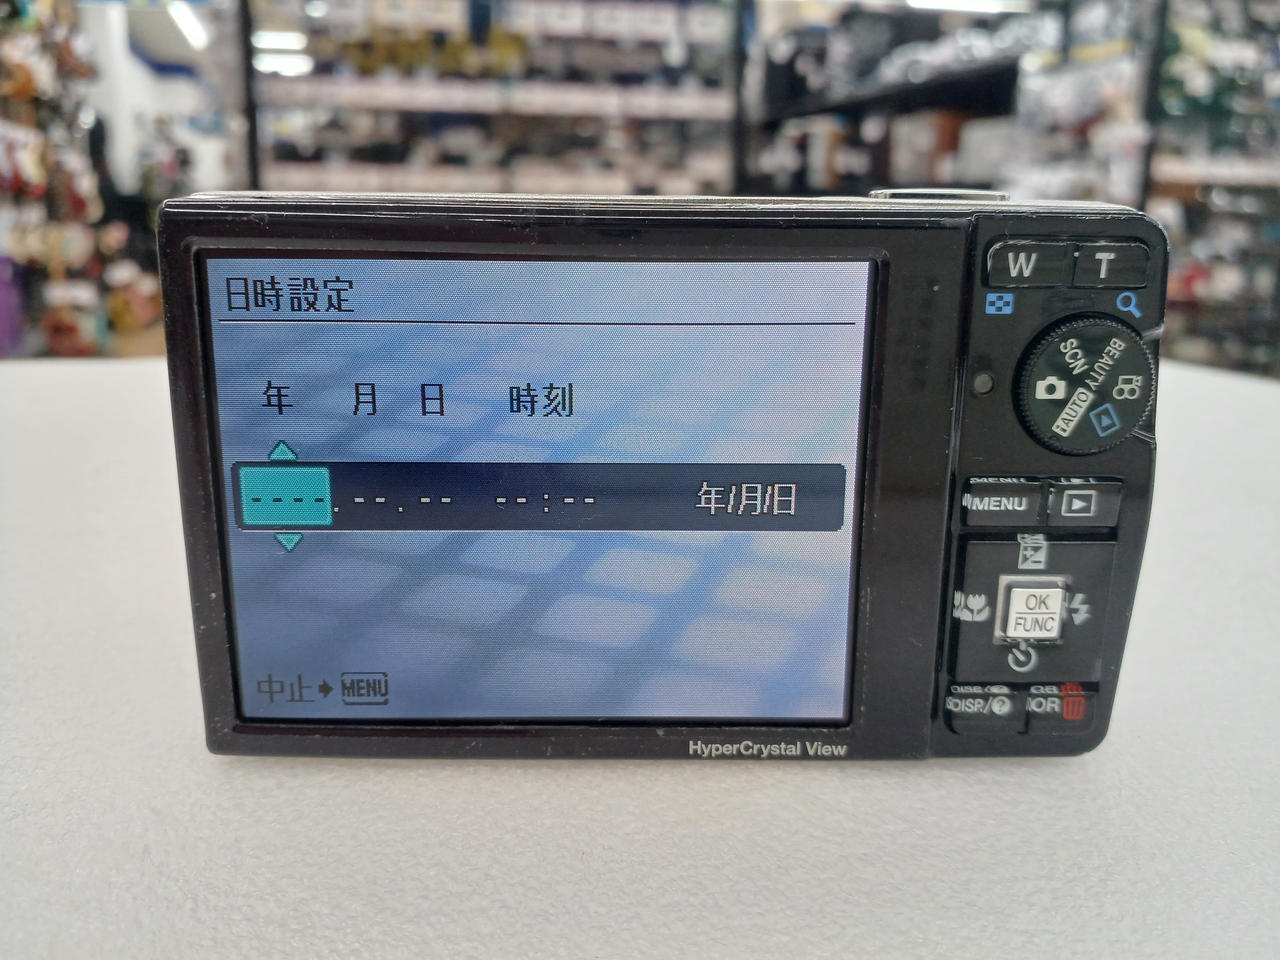 日時設定
年 月 日 時刻
----.--.-- --:-- 年/月/日
中止 MENU
HyperCrystal View
W T
SCN
BEAUTY
iAUTO
MENU
OK
FUNC
DISP./?